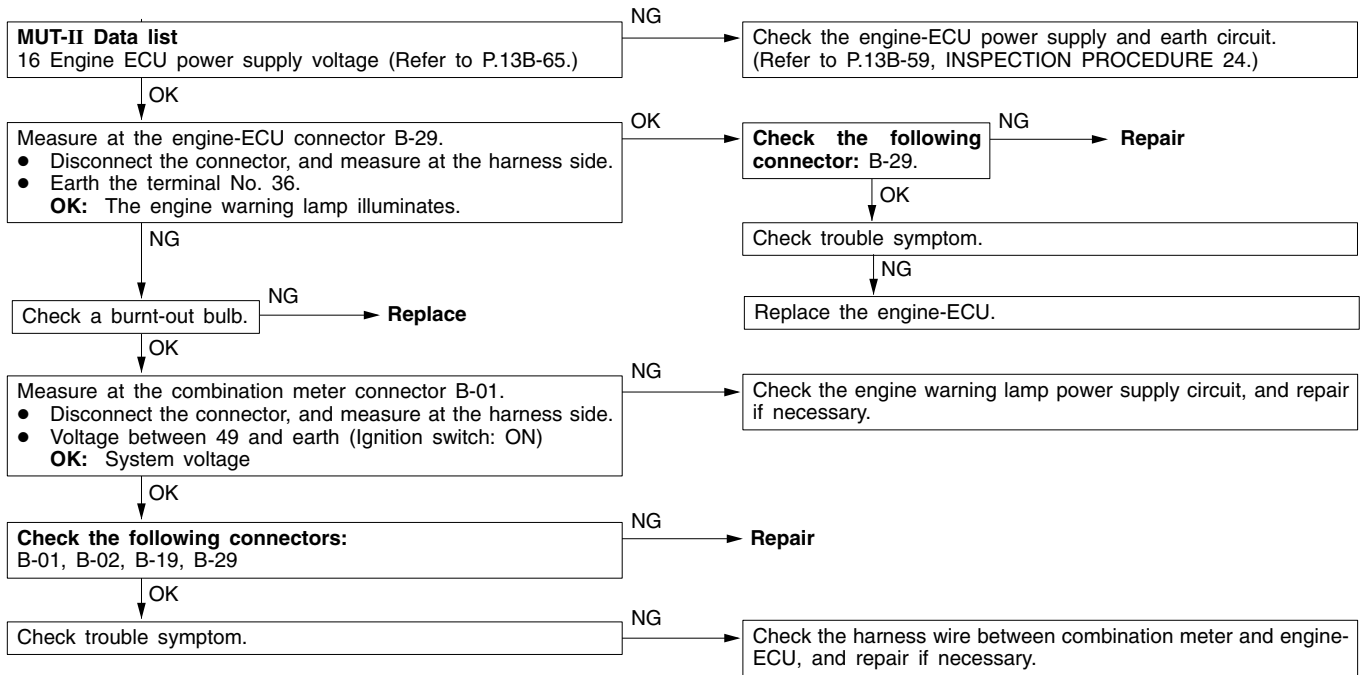 NG
MUT-II Data list
16 Engine ECU power supply voltage (Refer to P.13B-65.)
Check the engine-ECU power supply and earth circuit.
(Refer to P.13B-59, INSPECTION PROCEDURE 24.)
OK
Measure at the engine-ECU connector B-29.
● Disconnect the connector, and measure at the harness side.
● Earth the terminal No. 36.
OK: The engine warning lamp illuminates.
OK
Check the following
connector: B-29.
NG
Repair
OK
Check trouble symptom.
NG
Replace the engine-ECU.
NG
Check a burnt-out bulb.
NG
Replace
OK
Measure at the combination meter connector B-01.
● Disconnect the connector, and measure at the harness side.
● Voltage between 49 and earth (Ignition switch: ON)
OK: System voltage
NG
Check the engine warning lamp power supply circuit, and repair
if necessary.
OK
Check the following connectors:
B-01, B-02, B-19, B-29
NG
Repair
OK
Check trouble symptom.
NG
Check the harness wire between combination meter and engine-
ECU, and repair if necessary.